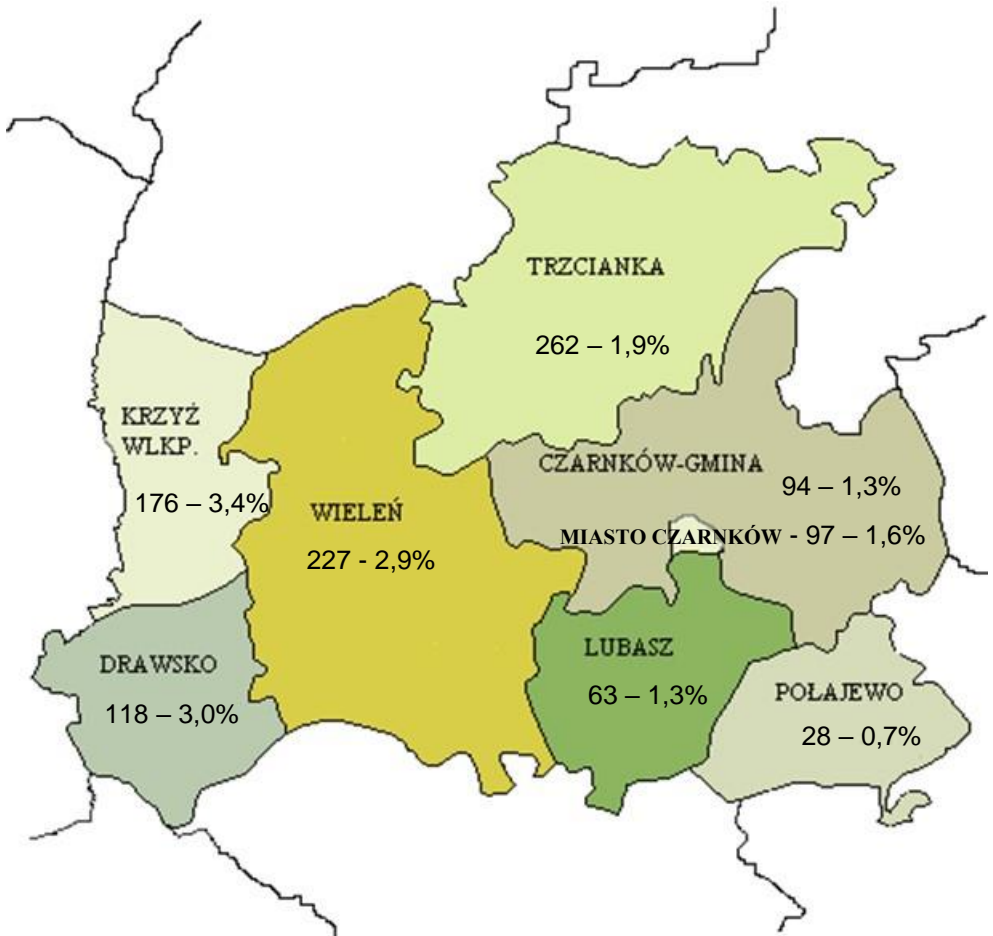 TRZCIANKA
262 – 1,9%
KRZYŻ
WLKP.
176 – 3,4%
CZARNKÓW-GMINA
94 – 1,3%
WIELEŃ
227 - 2,9%
MIASTO CZARNKÓW - 97 – 1,6%
DRAWSKO
118 – 3,0%
LUBASZ
63 – 1,3%
POŁAJEWO
28 – 0,7%